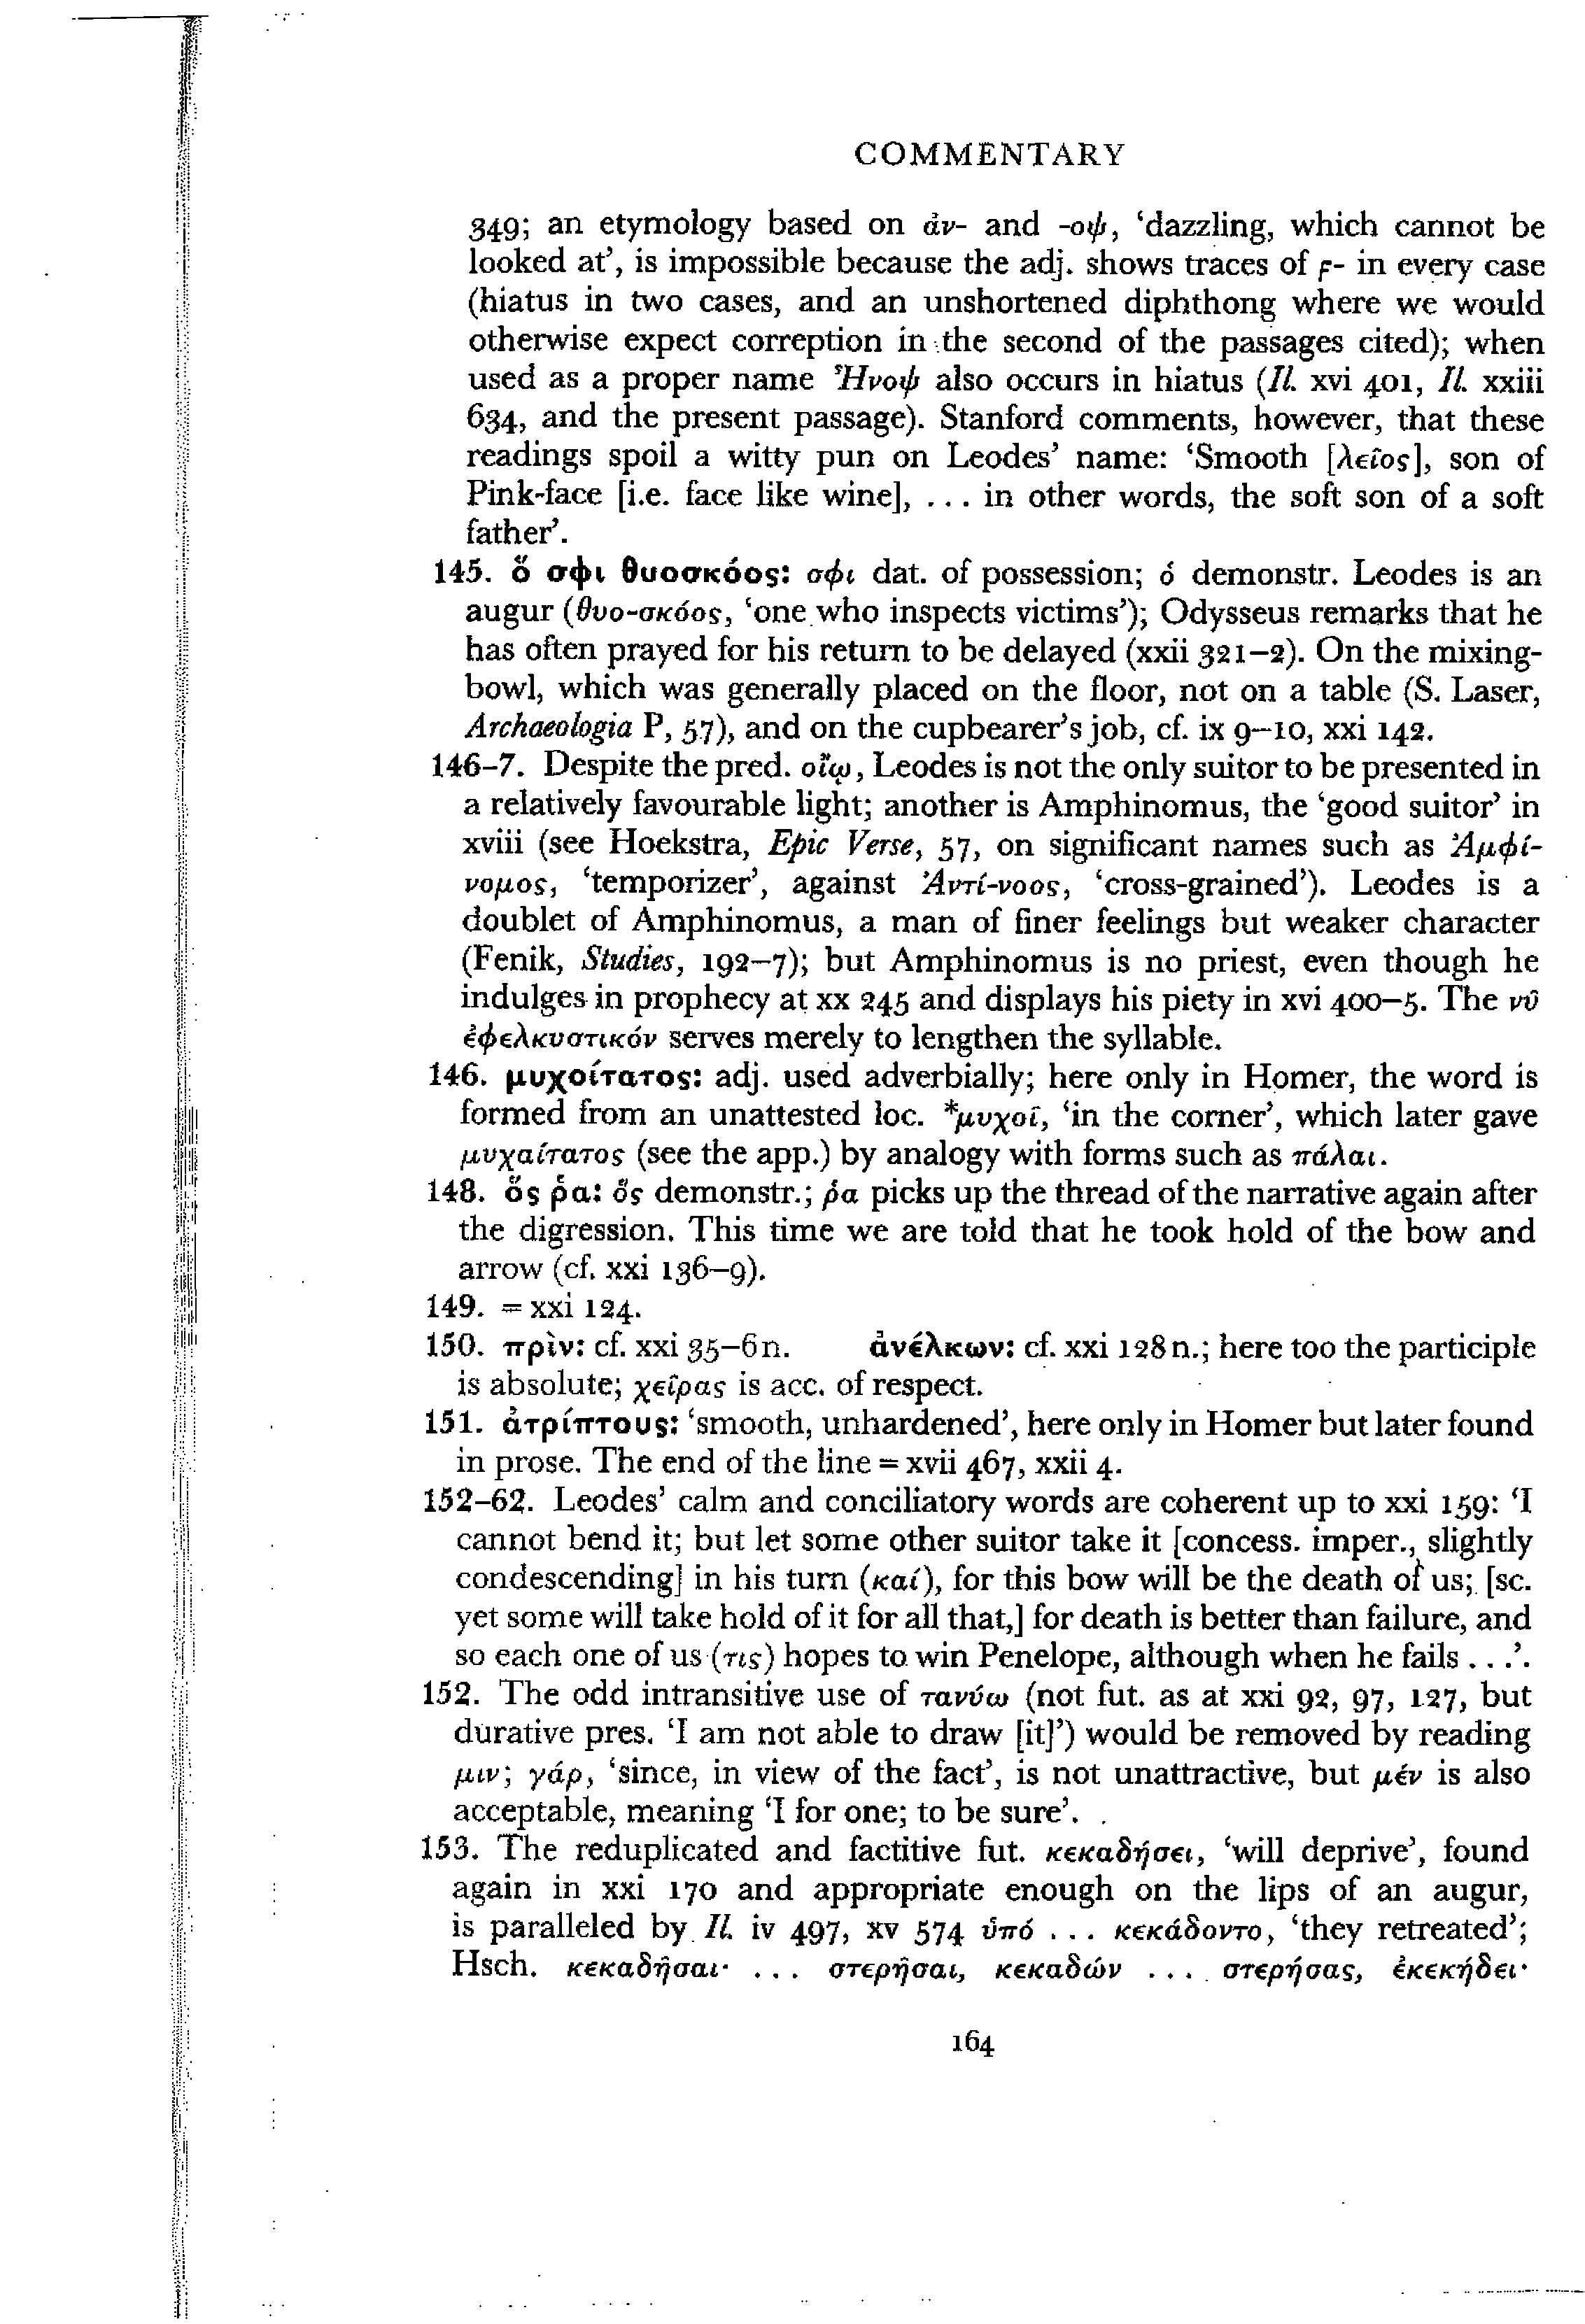 COMMENTARY
349; an etymology based on ἀν- and -οψ, ‘dazzling, which cannot be
looked at’, is impossible because the adj. shows traces of ϝ- in every case
(hiatus in two cases, and an unshortened diphthong where we would
otherwise expect correption in the second of the passages cited); when
used as a proper name Ἦνοψ also occurs in hiatus (Il. xvi 401, Il. xxiii
634, and the present passage). Stanford comments, however, that these
readings spoil a witty pun on Leodes’ name: ‘Smooth [λεῖος], son of
Pink-face [i.e. face like wine], . . . in other words, the soft son of a soft
father’.
145. ὅ σφι θυοσκόος: σφι dat. of possession; ὁ demonstr. Leodes is an
augur (θυο-σκόος, ‘one who inspects victims’); Odysseus remarks that he
has often prayed for his return to be delayed (xxii 321–2). On the mixing-
bowl, which was generally placed on the floor, not on a table (S. Laser,
Archaeologia P, 57), and on the cupbearer’s job, cf. ix 9–10, xxi 142.
146–7. Despite the pred. οἴῳ, Leodes is not the only suitor to be presented in
a relatively favourable light; another is Amphinomus, the ‘good suitor’ in
xviii (see Hoekstra, Epic Verse, 57, on significant names such as Ἀμφί-
νομος, ‘temporizer’, against Ἀντί-νοος, ‘cross-grained’). Leodes is a
doublet of Amphinomus, a man of finer feelings but weaker character
(Fenik, Studies, 192–7); but Amphinomus is no priest, even though he
indulges in prophecy at xx 245 and displays his piety in xvi 400–5. The νῦ
ἐφελκυστικόν serves merely to lengthen the syllable.
146. μυχοίτατος: adj. used adverbially; here only in Homer, the word is
formed from an unattested loc. *μυχοῖ, ‘in the corner’, which later gave
μυχαίτατος (see the app.) by analogy with forms such as πάλαι.
148. ὅς ῥα: ὅς demonstr.; ῥα picks up the thread of the narrative again after
the digression. This time we are told that he took hold of the bow and
arrow (cf. xxi 136–9).
149. = xxi 124.
150. πρὶν: cf. xxi 35–6 n. ἀνέλκων: cf. xxi 128 n.; here too the participle
is absolute; χεῖρας is acc. of respect.
151. ἀτρίπτους: ‘smooth, unhardened’, here only in Homer but later found
in prose. The end of the line = xvii 467, xxii 4.
152–62. Leodes’ calm and conciliatory words are coherent up to xxi 159: ‘I
cannot bend it; but let some other suitor take it [concess. imper., slightly
condescending] in his turn (καί), for this bow will be the death of us; [sc.
yet some will take hold of it for all that,] for death is better than failure, and
so each one of us (τις) hopes to win Penelope, although when he fails . . .’.
152. The odd intransitive use of τανύω (not fut. as at xxi 92, 97, 127, but
durative pres. ‘I am not able to draw [it]’) would be removed by reading
μιν; γάρ, ‘since, in view of the fact’, is not unattractive, but μέν is also
acceptable, meaning ‘I for one; to be sure’.
153. The reduplicated and factitive fut. κεκαδήσει, ‘will deprive’, found
again in xxi 170 and appropriate enough on the lips of an augur,
is paralleled by Il. iv 497, xv 574 ὑπό . . . κεκάδοντο, ‘they retreated’;
Hsch. κεκαδῆσαι· . . . στερῆσαι, κεκαδών . . . στερήσας, ἐκεκήδει·
164